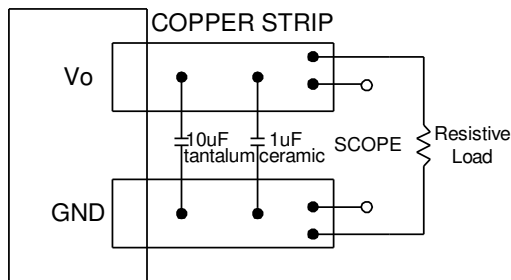 COPPER STRIP
Vo
10uF
tantalum
1uF
ceramic
SCOPE
Resistive
Load
GND